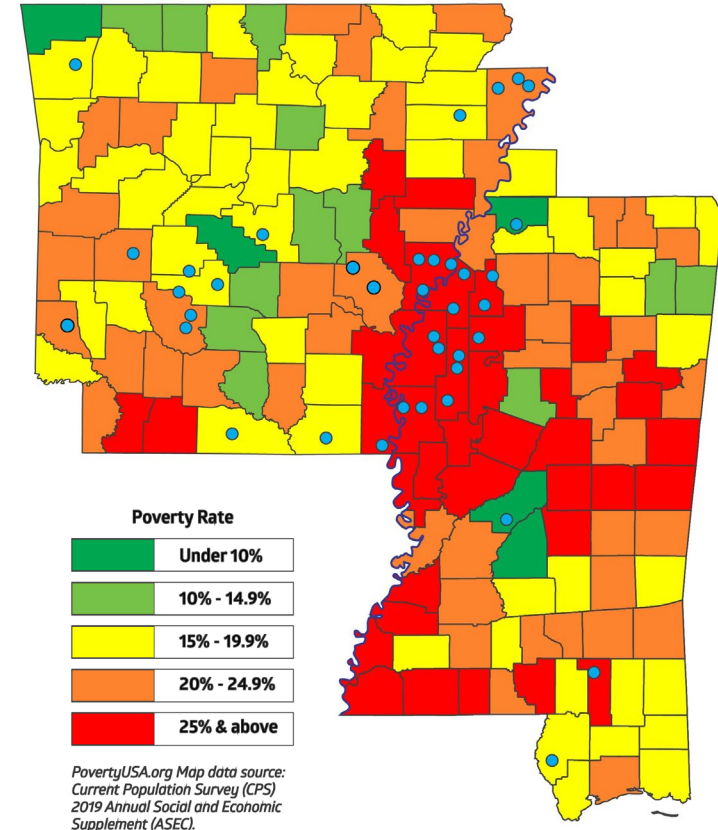 Poverty Rate
Under 10%
10% - 14.9%
15% - 19.9%
20% - 24.9%
25% & above
PovertyUSA.org Map data source:
Current Population Survey (CPS)
2019 Annual Social and Economic
Supplement (ASEC).